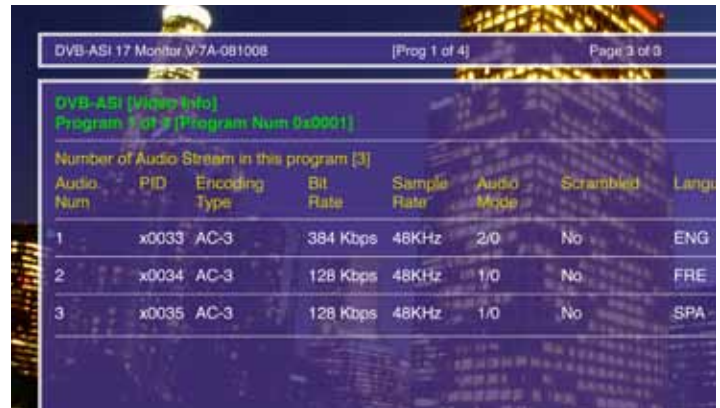 DVB-ASI 17 Monitor V-7A-081008 [Prog 1 of 4] Page 3 of 3
DVB-ASI [Video Info]
Program 1 of 4 [Program Num 0x0001]
Number of Audio Stream in this program [3]
Audio PID Encoding Bit Sample Audio Scrambled Langu
Num Type Rate Rate Mode
1 x0033 AC-3 384 Kbps 48KHz 2/0 No ENG
2 x0034 AC-3 128 Kbps 48KHz 1/0 No FRE
3 x0035 AC-3 128 Kbps 48KHz 1/0 No SPA